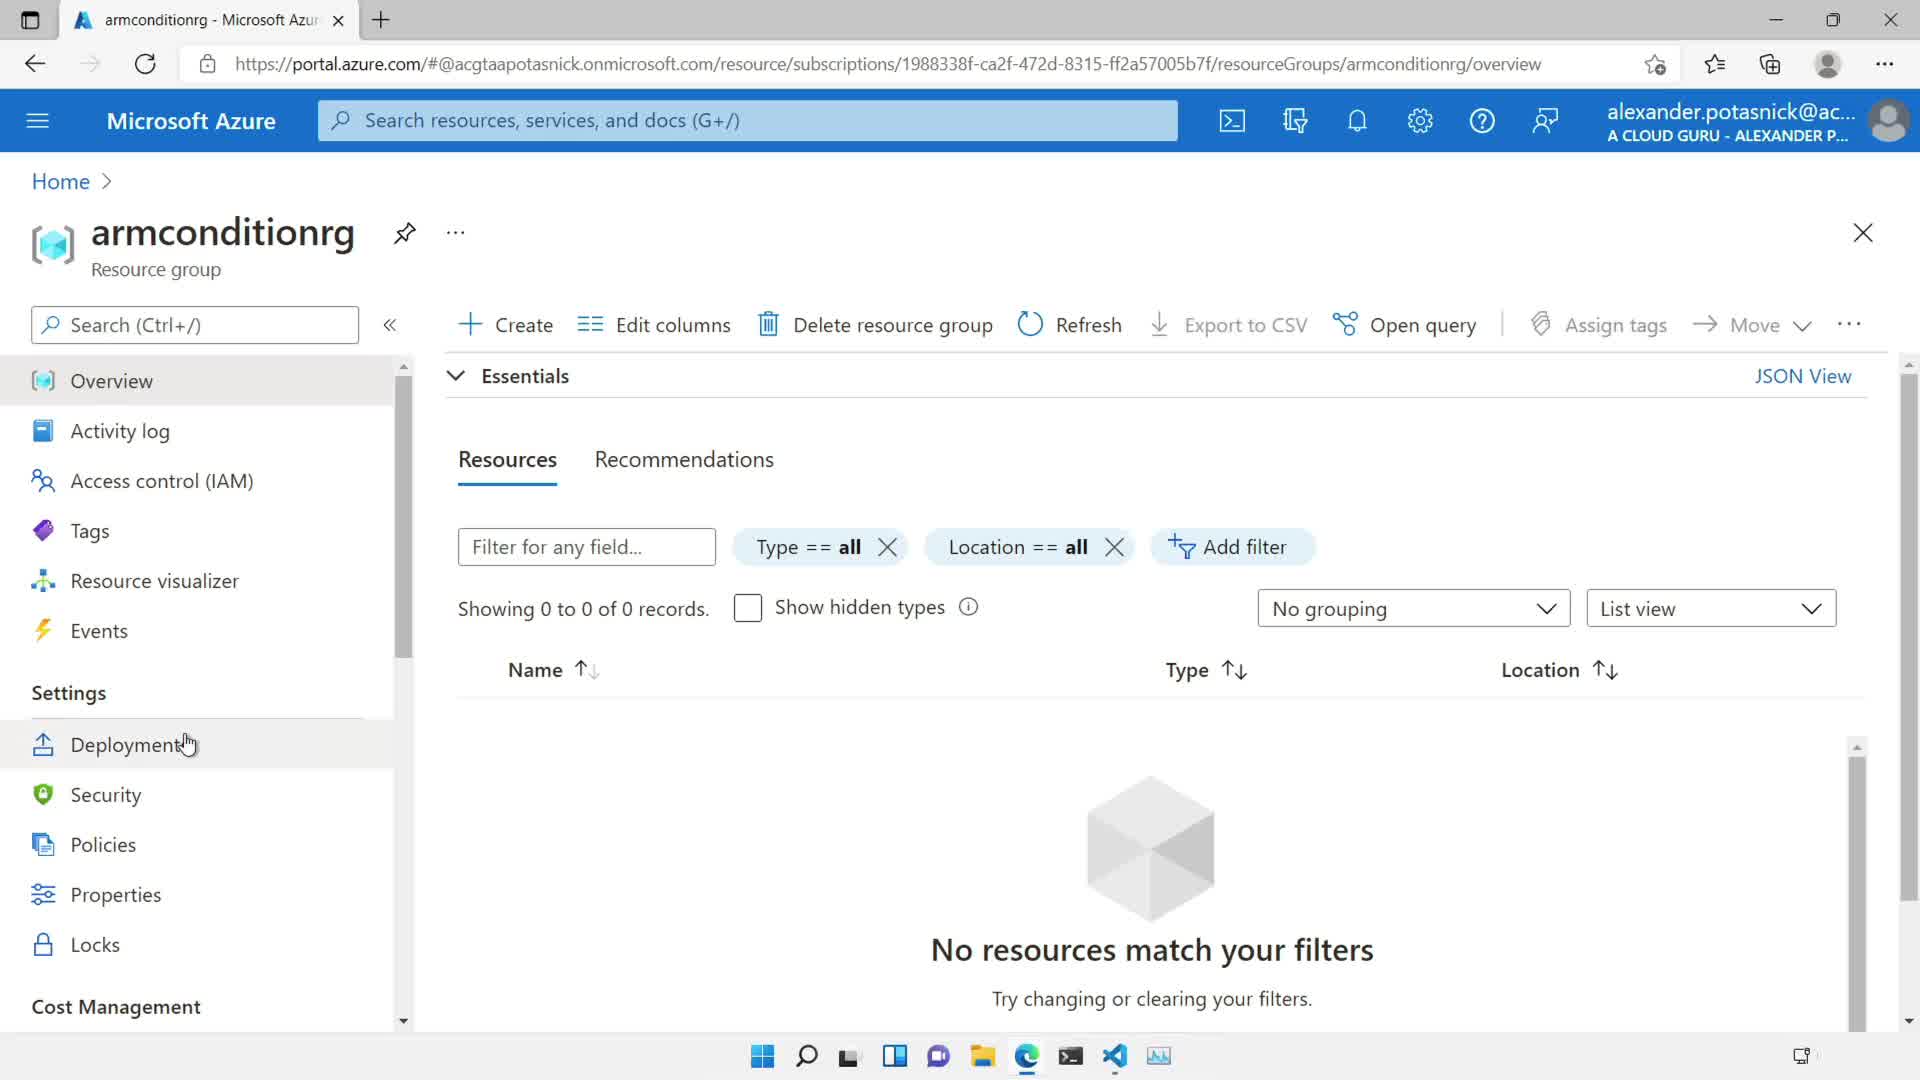 armconditionrg - Microsoft Azur
https://portal.azure.com/#@acgtaapotasnick.onmicrosoft.com/resource/subscriptions/1988338f-ca2f-472d-8315-ff2a57005b7f/resourceGroups/armconditionrg/overview
Microsoft Azure
Search resources, services, and docs (G+/)
alexander.potasnick@ac...
A CLOUD GURU - ALEXANDER P...
Home
armconditionrg
Resource group
Search (Ctrl+/)
Create
Edit columns
Delete resource group
Refresh
Export to CSV
Open query
Assign tags
Move
Overview
Activity log
Access control (IAM)
Tags
Resource visualizer
Events
Settings
Deployment
Security
Policies
Properties
Locks
Cost Management
Essentials
JSON View
Resources
Recommendations
Filter for any field...
Type == all
Location == all
Add filter
Showing 0 to 0 of 0 records.
Show hidden types
No grouping
List view
Name
Type
Location
No resources match your filters
Try changing or clearing your filters.